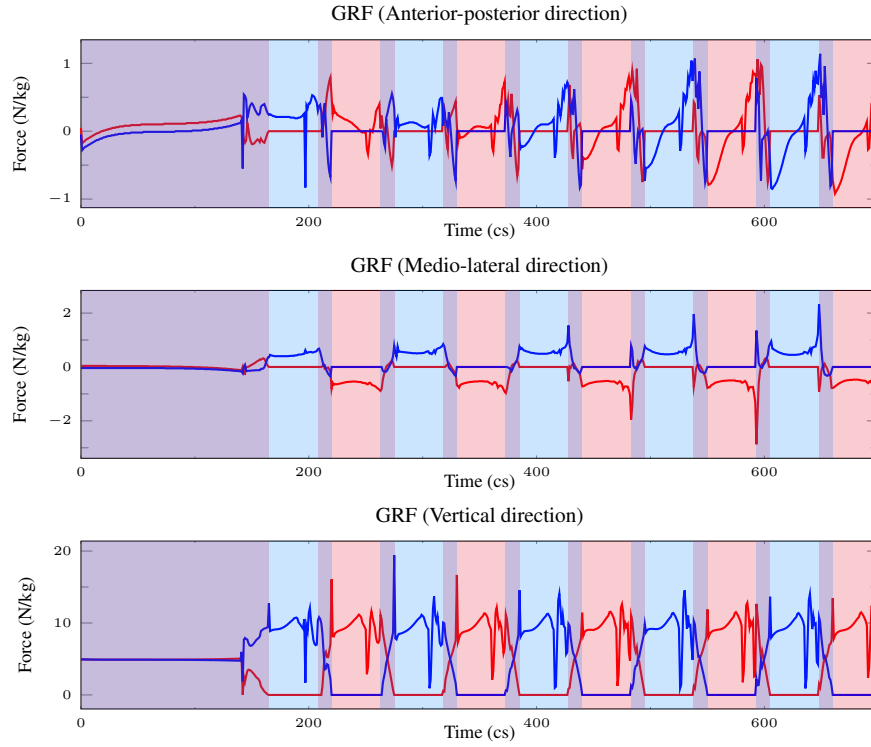 GRF (Anterior-posterior direction)
1
0
−1
Force (N/kg)
0
200
400
600
Time (cs)
GRF (Medio-lateral direction)
2
0
−2
Force (N/kg)
0
200
400
600
Time (cs)
GRF (Vertical direction)
20
10
0
Force (N/kg)
0
200
400
600
Time (cs)